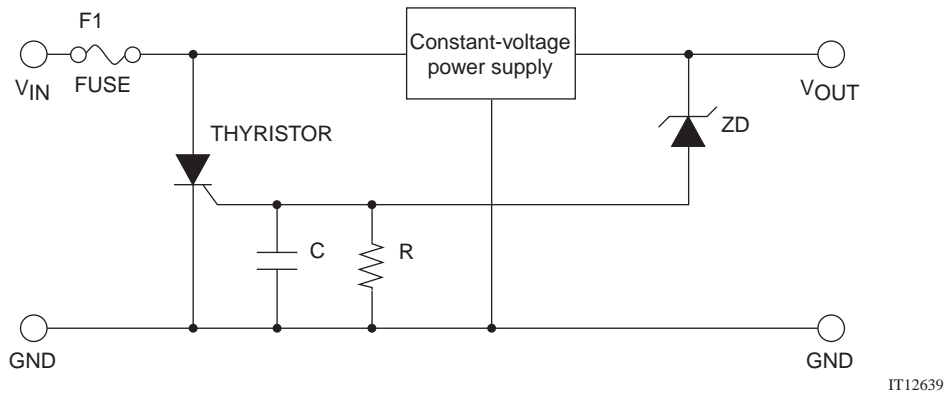 F1
VIN
FUSE
Constant-voltage
power supply
VOUT
THYRISTOR
ZD
C
R
GND
GND
IT12639